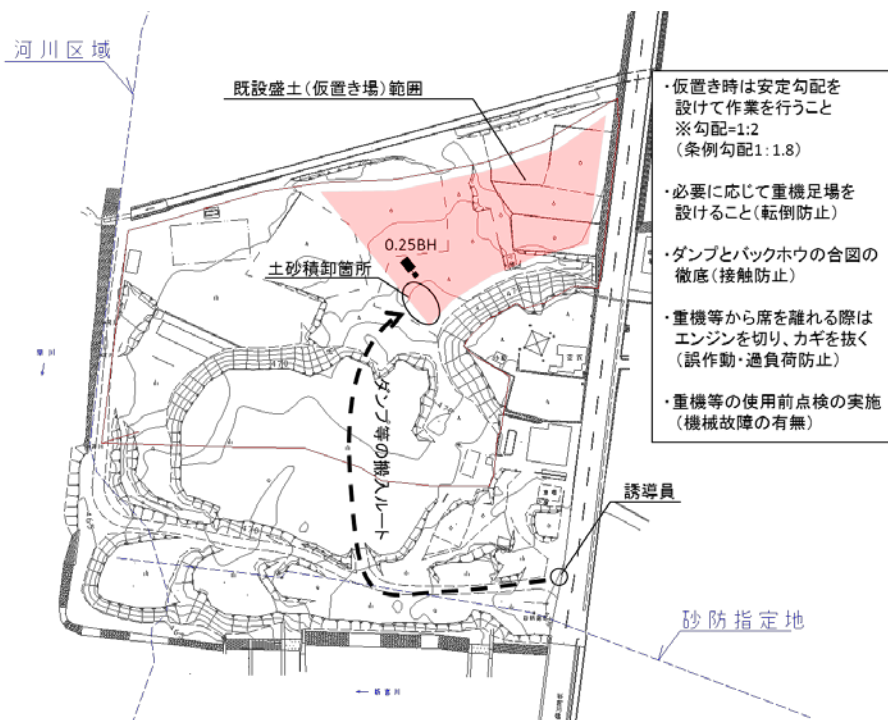 河川区域
既設盛土(仮置き場)範囲
・仮置き時は安定勾配を
設けて作業を行うこと
※勾配=1:2
(条例勾配1:1.8)
・必要に応じて重機足場を
設けること(転倒防止)
・ダンプとバックホウの合図の
徹底(接触防止)
・重機等から席を離れる際は
エンジンを切り、カギを抜く
(誤作動・過負荷防止)
・重機等の使用前点検の実施
(機械故障の有無)
0.25BH
土砂積卸箇所
ダンプ等の搬入ルート
誘導員
砂防指定地